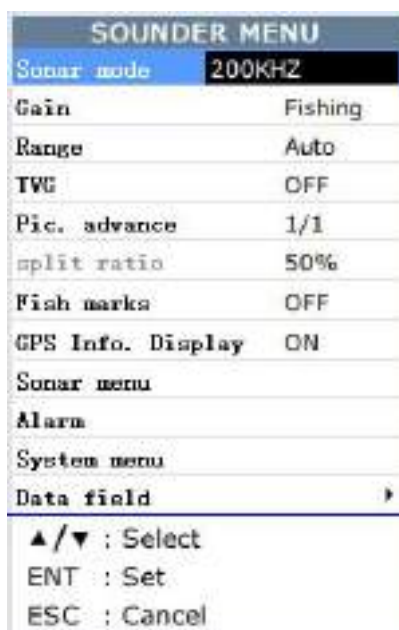 SOUNDER MENU
Sonar mode 200KHZ
Gain Fishing
Range Auto
TVG OFF
Pic. advance 1/1
split ratio 50%
Fish marks OFF
GPS Info. Display ON
Sonar menu
Alarm
System menu
Data field
▲/▼ : Select
ENT : Set
ESC : Cancel